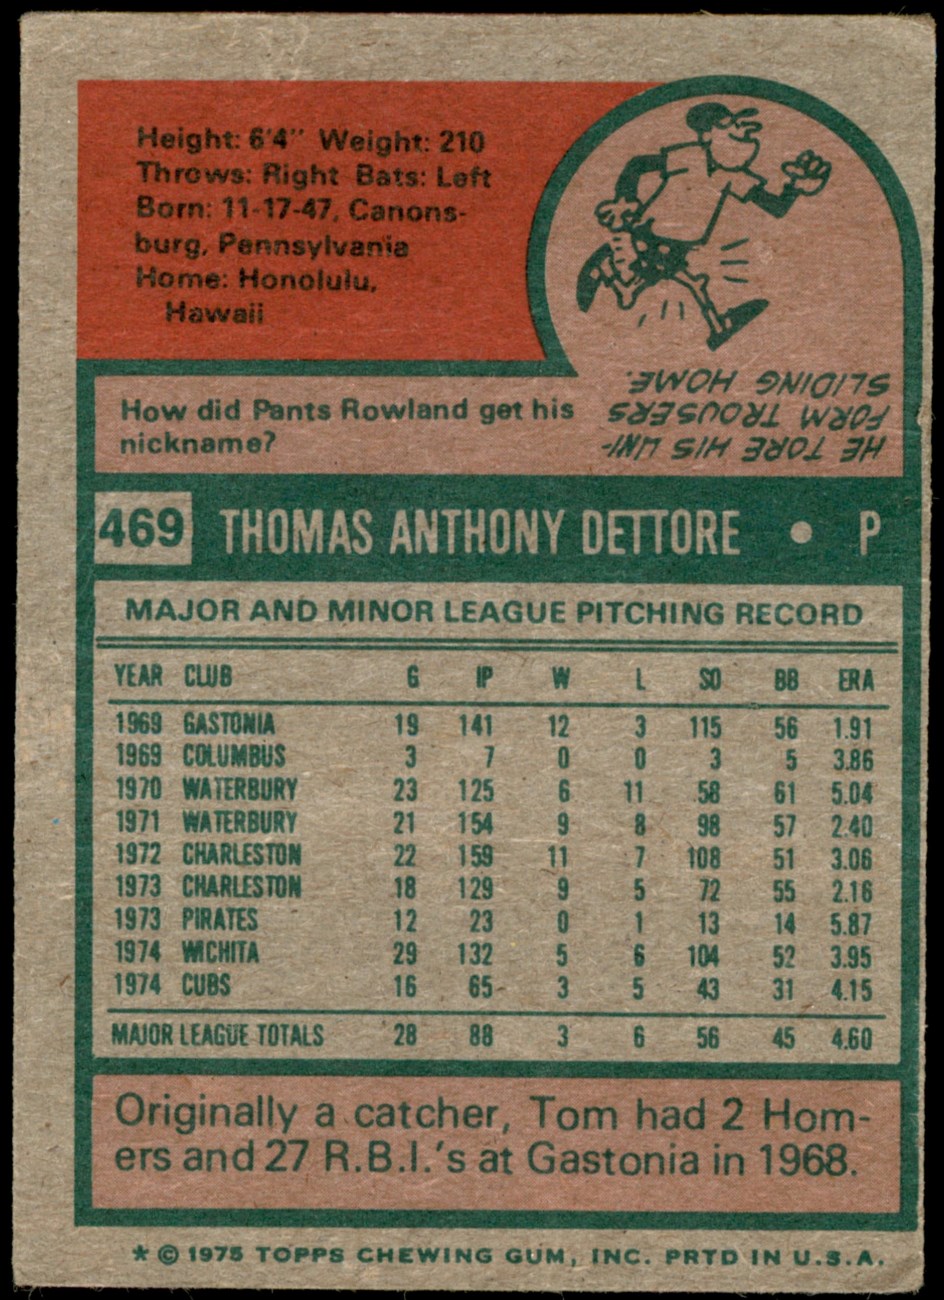 Height: 6'4" Weight: 210
Throws: Right Bats: Left
Born: 11-17-47, Canons-
burg, Pennsylvania
Home: Honolulu,
Hawaii
How did Pants Rowland get his
nickname?
HE TORE HIS UNI-
FORM TROUSERS
SLIDING HOME.
469 THOMAS ANTHONY DETTORE • P
MAJOR AND MINOR LEAGUE PITCHING RECORD
YEAR CLUB G IP W L SO BB ERA
1969 GASTONIA 19 141 12 3 115 56 1.91
1969 COLUMBUS 3 7 0 0 3 5 3.86
1970 WATERBURY 23 125 6 11 58 61 5.04
1971 WATERBURY 21 154 9 8 98 57 2.40
1972 CHARLESTON 22 159 11 7 108 51 3.06
1973 CHARLESTON 18 129 9 5 72 55 2.16
1973 PIRATES 12 23 0 1 13 14 5.87
1974 WICHITA 29 132 5 6 104 52 3.95
1974 CUBS 16 65 3 5 43 31 4.15
MAJOR LEAGUE TOTALS 28 88 3 6 56 45 4.60
Originally a catcher, Tom had 2 Hom-
ers and 27 R.B.I.'s at Gastonia in 1968.
* © 1975 TOPPS CHEWING GUM, INC. PRTD IN U.S.A.